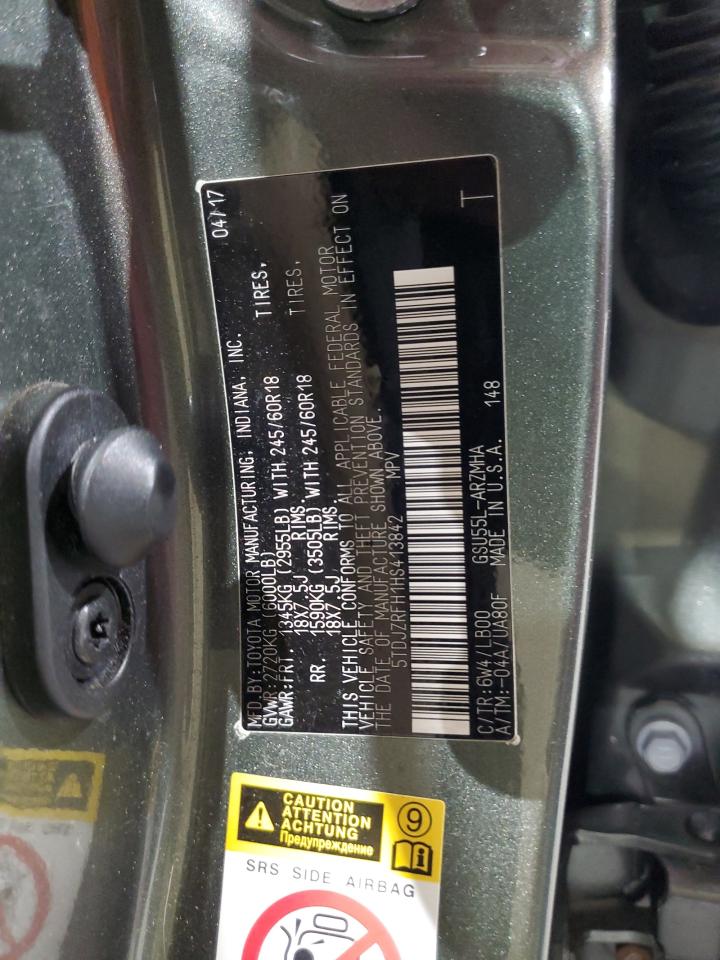 04/17
MFD.BY:TOYOTA MOTOR MANUFACTURING, INDIANA, INC.
GVWR:2720KG( 6000LB)
GAWR:FRT 1345KG (2955LB) WITH 245/60R18 TIRES,
18X7.5J RIMS,
RR. 1590KG (3505LB) WITH 245/60R18 TIRES,
18X7.5J RIMS,
THIS VEHICLE CONFORMS TO ALL APPLICABLE FEDERAL MOTOR
VEHICLE SAFETY AND THEFT PREVENTION STANDARDS IN EFFECT ON
THE DATE OF MANUFACTURE SHOWN ABOVE.
5TDJZRFH1HS413842 MPV
C/TR:6W4/LB00 GSU55L-ARZMHA
A/TM:-04A/UA80F MADE IN U.S.A. 148
T
CAUTION
ATTENTION
ACHTUNG
Предупреждение
9
SRS SIDE AIRBAG